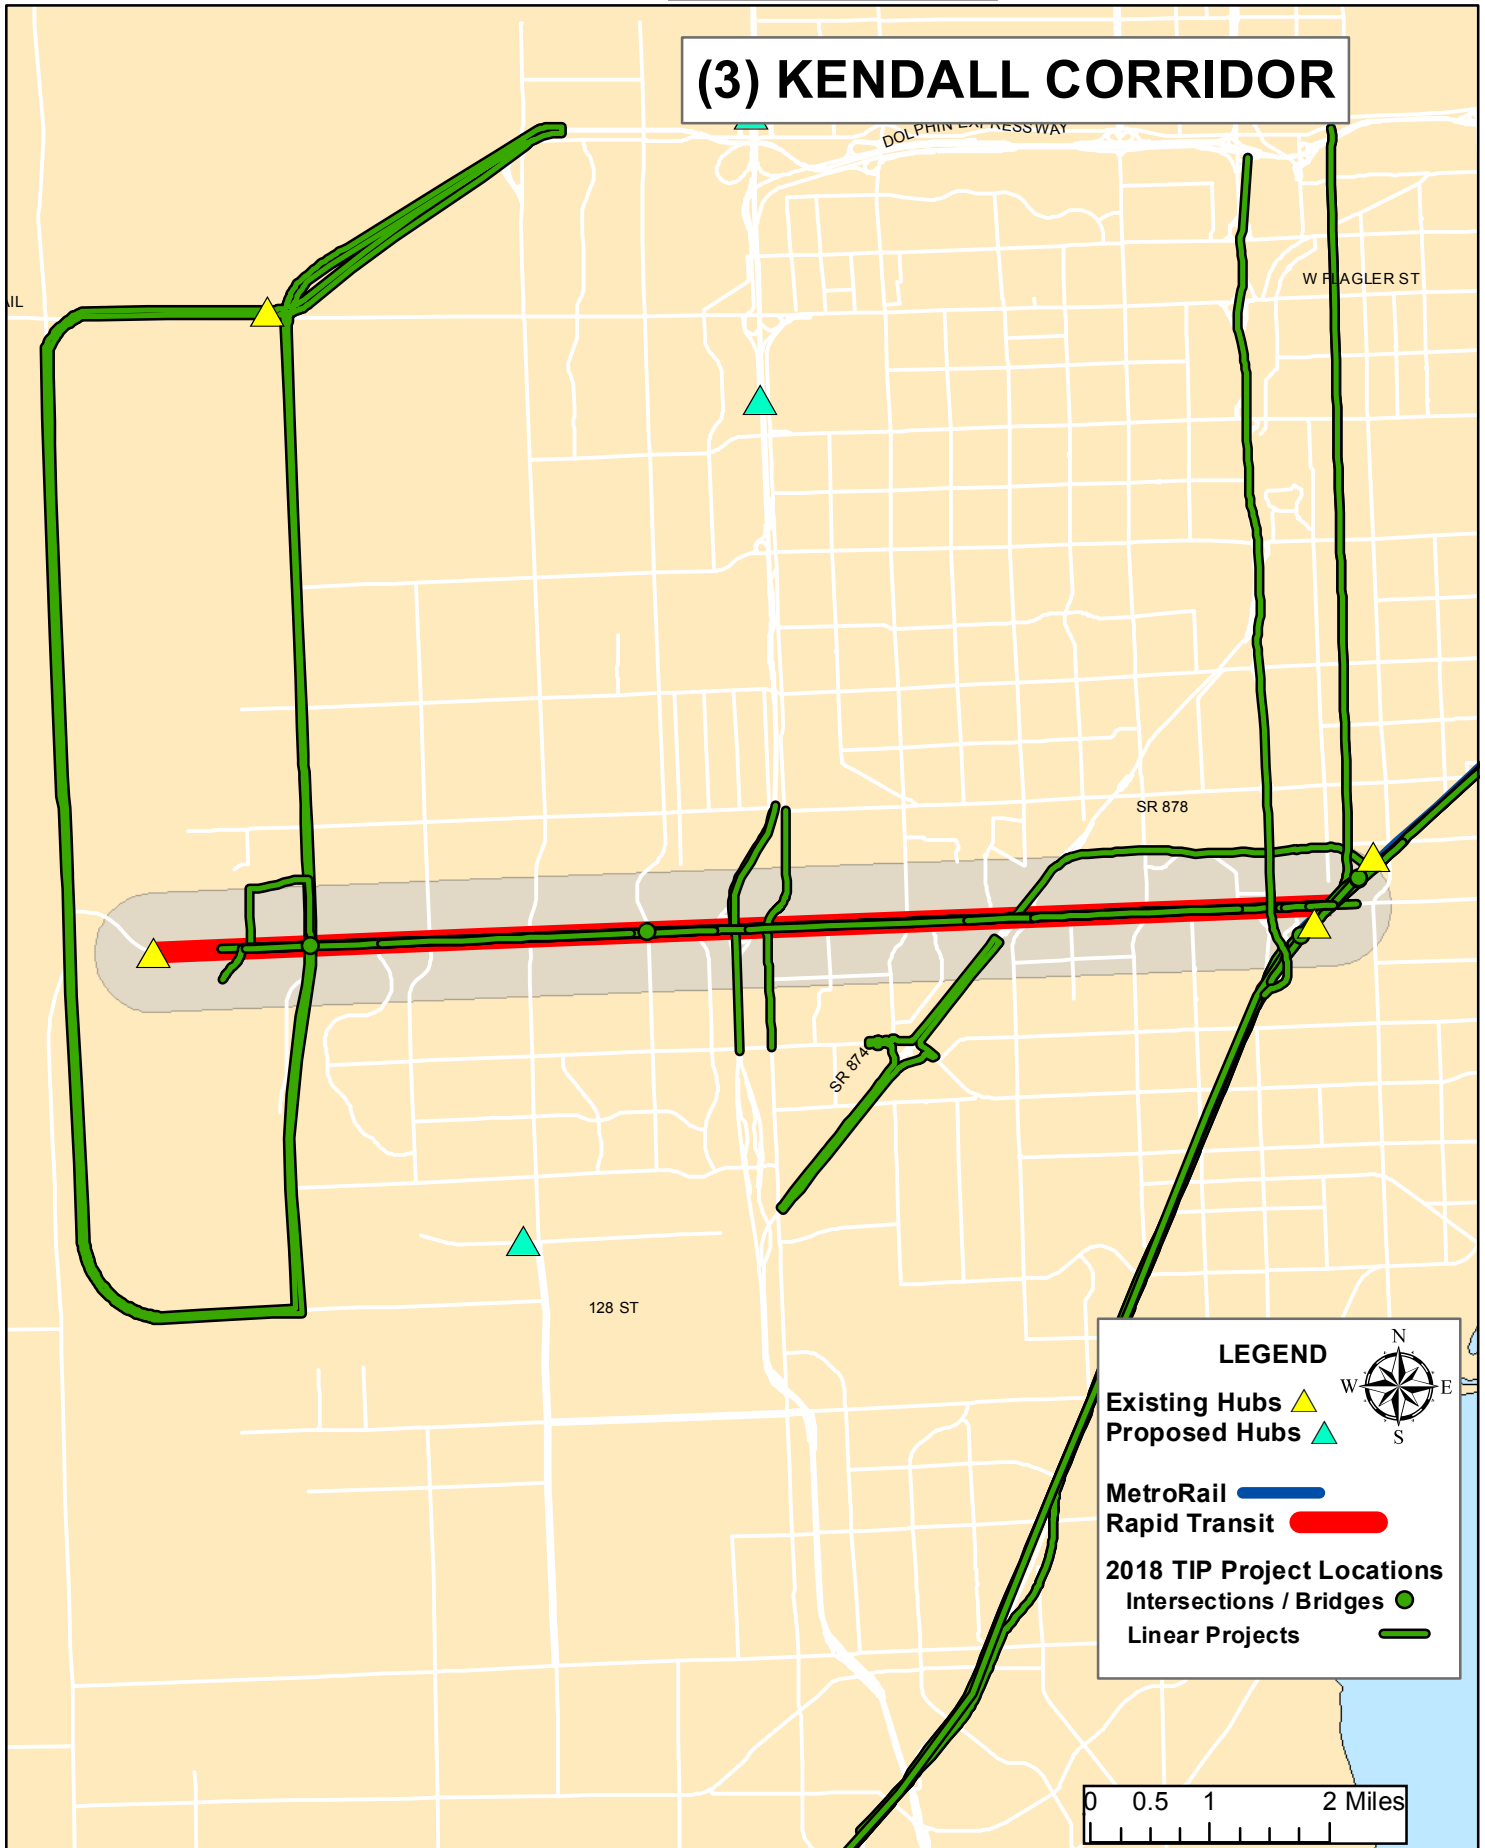 (3) KENDALL CORRIDOR
DOLPHIN EXPRESSWAY
W FLAGLER ST
AIL
SR 878
SR 874
128 ST
LEGEND
N
W E
S
Existing Hubs
Proposed Hubs
MetroRail
Rapid Transit
2018 TIP Project Locations
Intersections / Bridges
Linear Projects
0 0.5 1 2 Miles